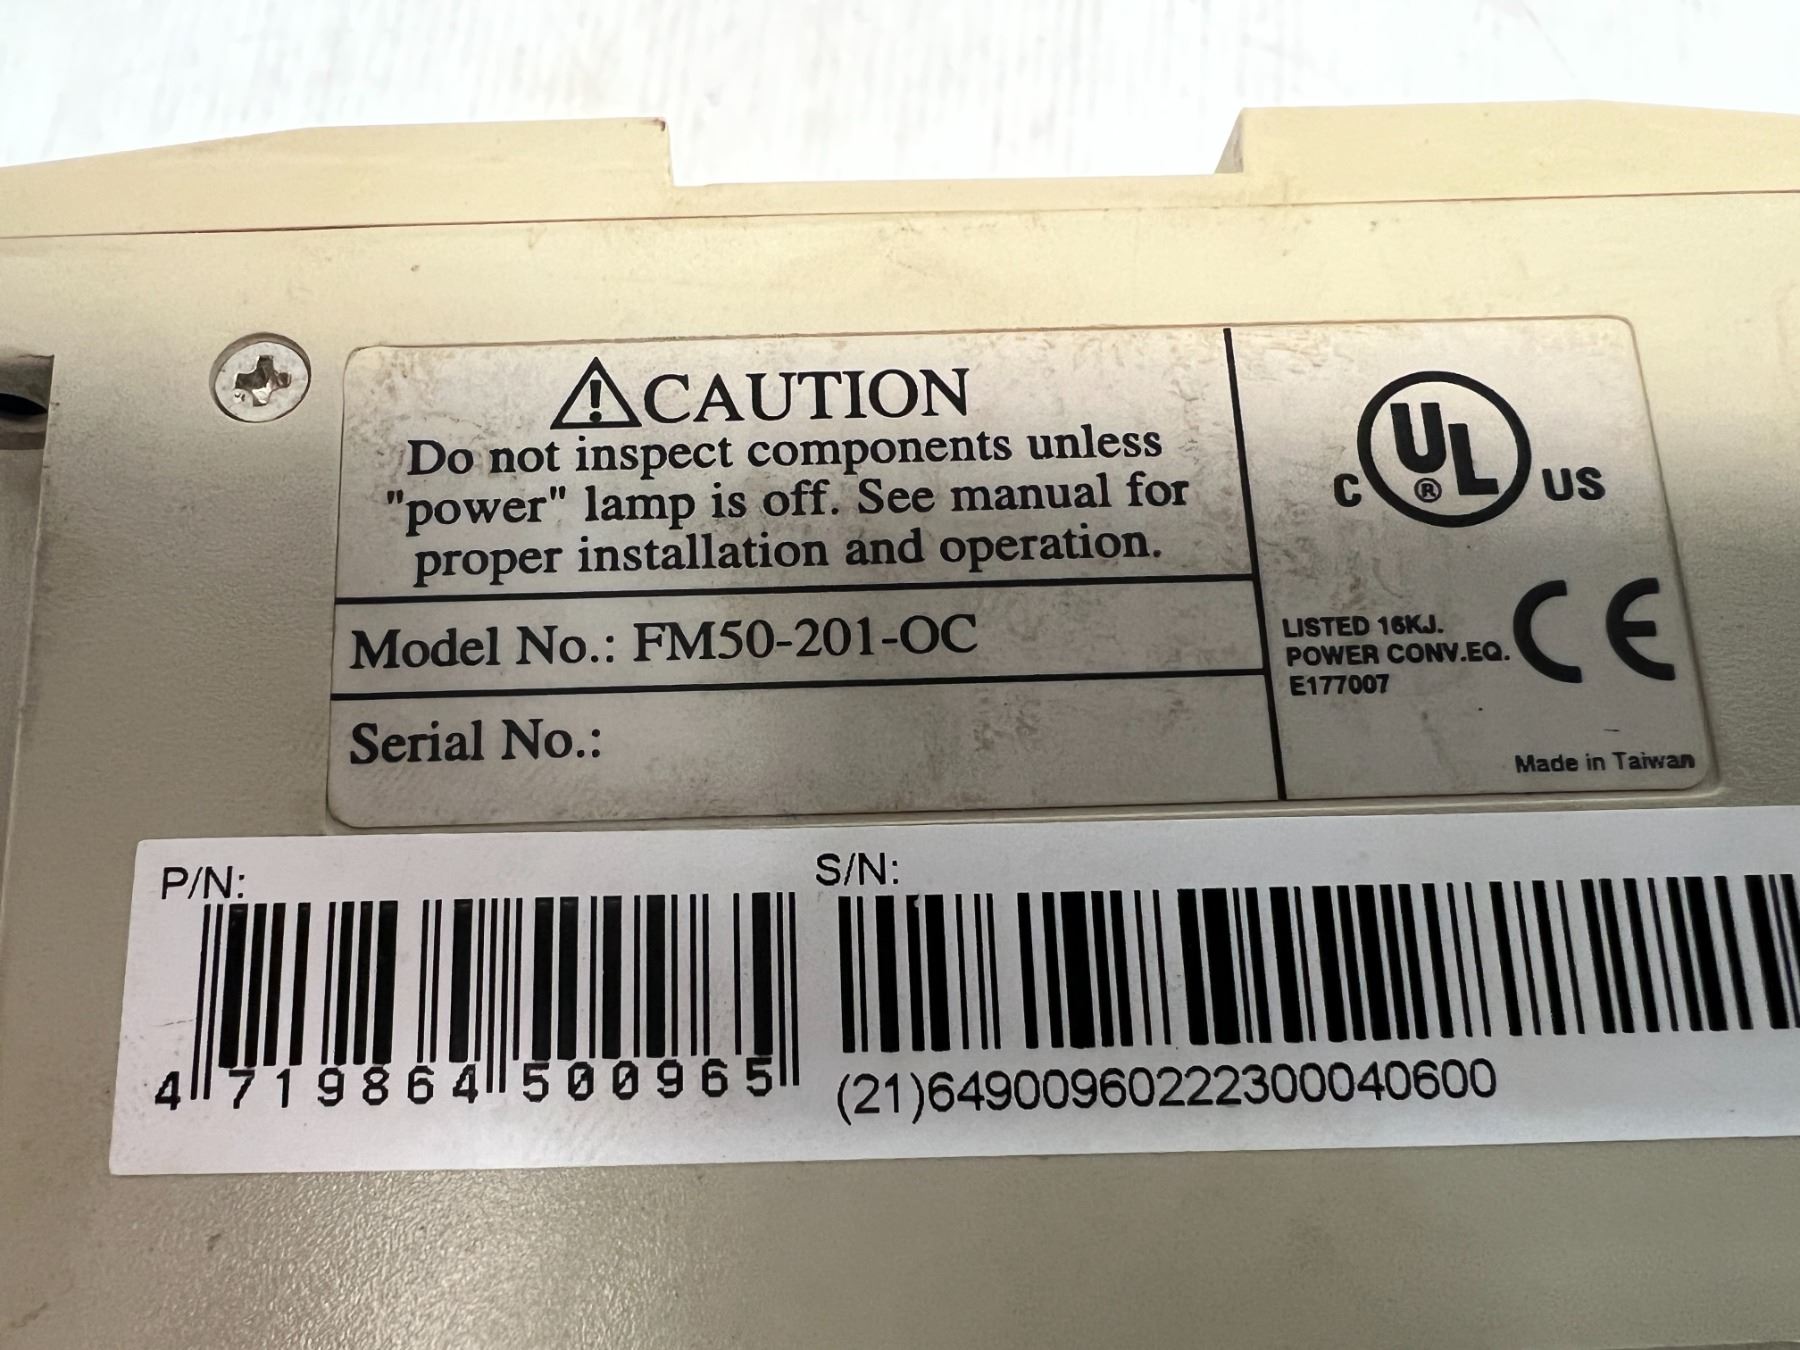 CAUTION
Do not inspect components unless
"power" lamp is off. See manual for
proper installation and operation.
Model No.: FM50-201-OC
Serial No.:
C UL ® US
LISTED 16KJ.
POWER CONV.EQ.
E177007
CE
Made in Taiwan
P/N:
4 719864 500965
S/N:
(21)649009602222300040600